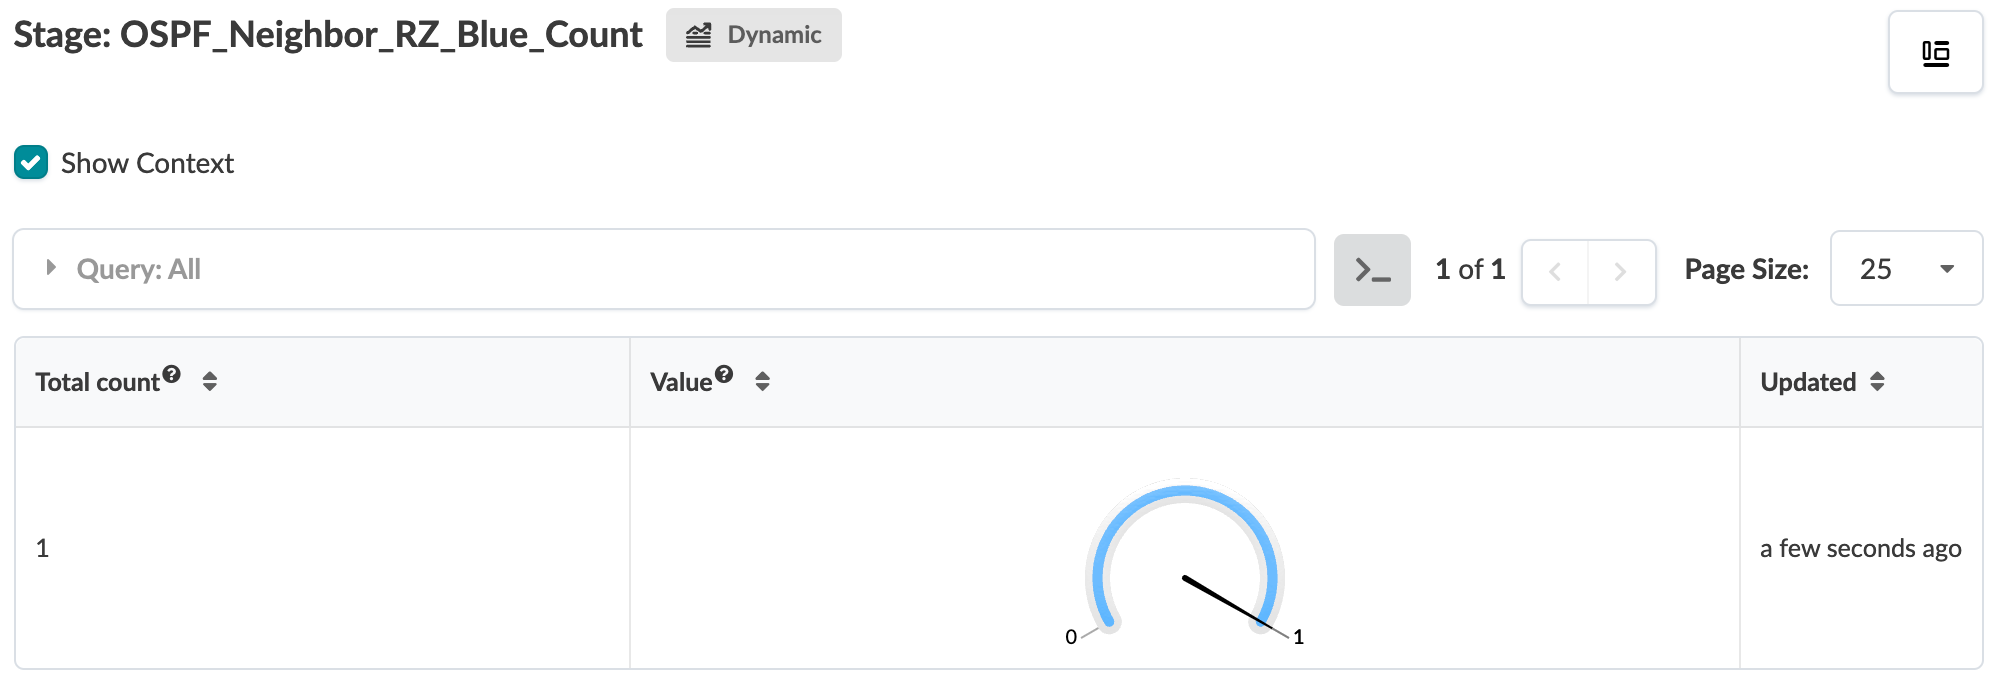 Stage: OSPF_Neighbor_RZ_Blue_Count Dynamic
Show Context
Query: All 1 of 1 Page Size: 25
Total count Value Updated
1 a few seconds ago
0 1